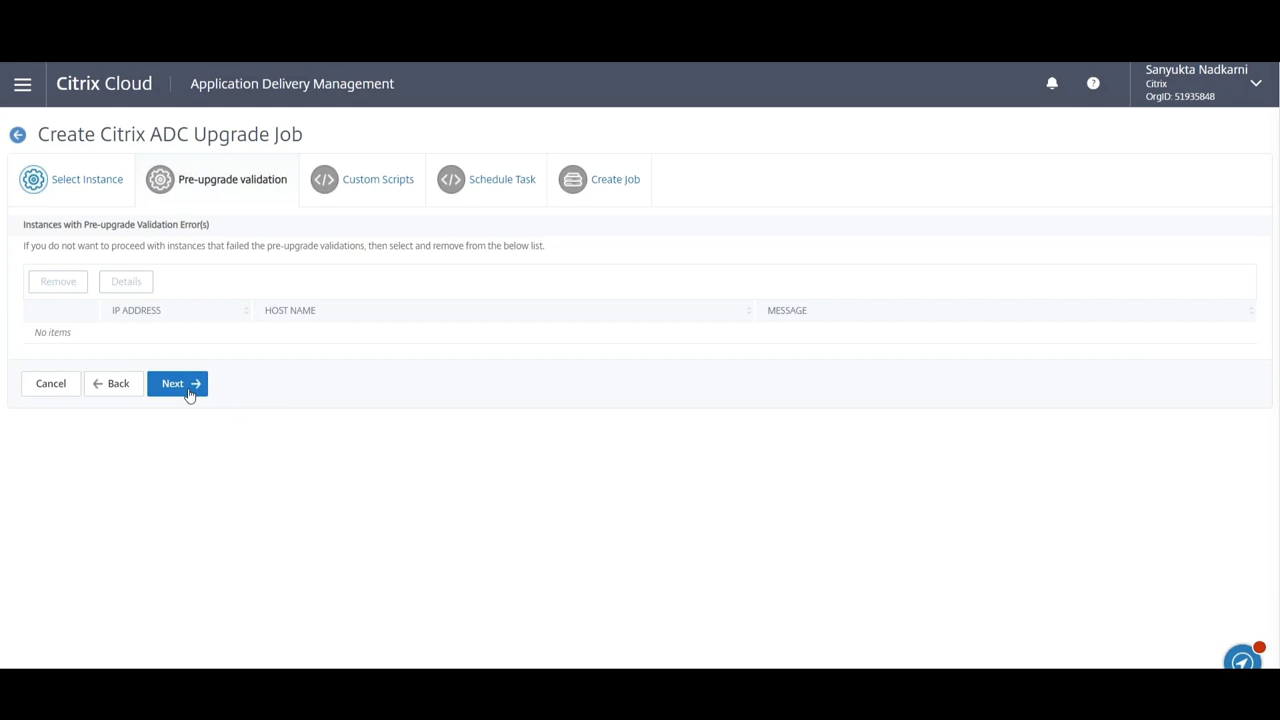 Citrix Cloud
Application Delivery Management
?
Sanyukta Nadkarni
Citrix
OrgID: 51935848
Create Citrix ADC Upgrade Job
Select Instance
Pre-upgrade validation
</> Custom Scripts
</> Schedule Task
Create Job
Instances with Pre-upgrade Validation Error(s)
If you do not want to proceed with instances that failed the pre-upgrade validations, then select and remove from the below list.
Remove
Details
IP ADDRESS
HOST NAME
MESSAGE
No items
Cancel
Back
Next